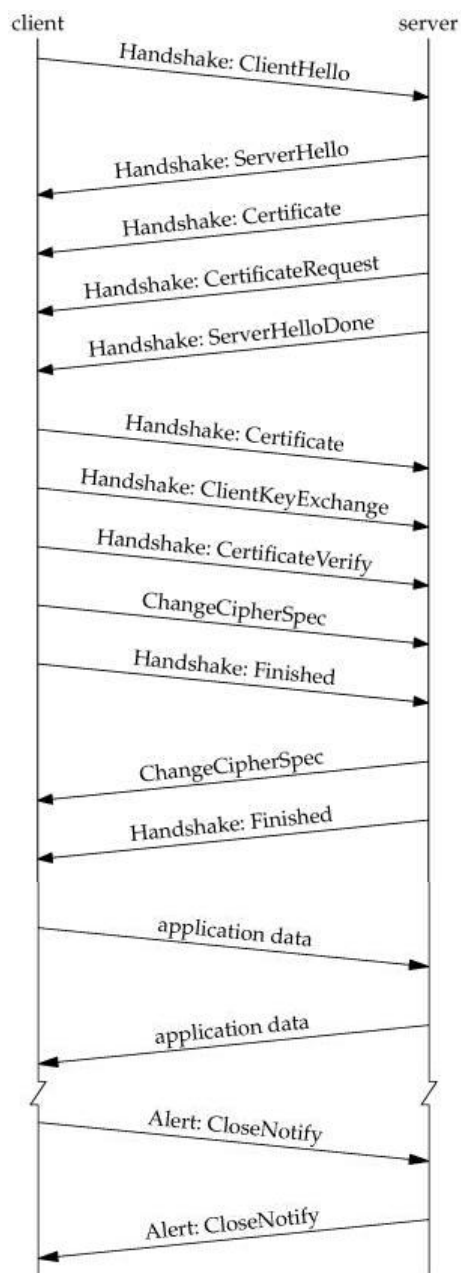 client
server
Handshake: ClientHello
Handshake: ServerHello
Handshake: Certificate
Handshake: CertificateRequest
Handshake: ServerHelloDone
Handshake: Certificate
Handshake: ClientKeyExchange
Handshake: CertificateVerify
ChangeCipherSpec
Handshake: Finished
ChangeCipherSpec
Handshake: Finished
application data
application data
Alert: CloseNotify
Alert: CloseNotify